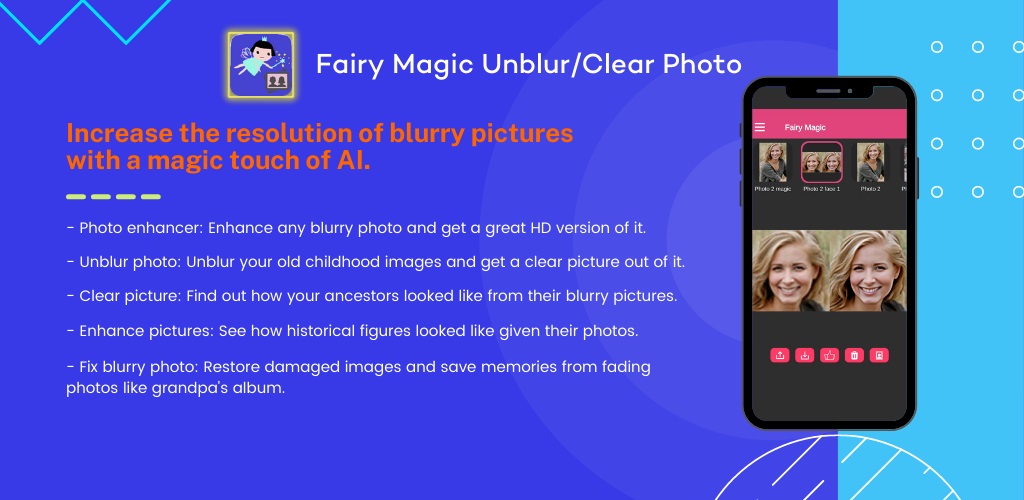 Fairy Magic Unblur/Clear Photo
Increase the resolution of blurry pictures
with a magic touch of AI.
- Photo enhancer: Enhance any blurry photo and get a great HD version of it.
- Unblur photo: Unblur your old childhood images and get a clear picture out of it.
- Clear picture: Find out how your ancestors looked like from their blurry pictures.
- Enhance pictures: See how historical figures looked like given their photos.
- Fix blurry photo: Restore damaged images and save memories from fading
photos like grandpa's album.
Fairy Magic
Photo 2 magic
Photo 2 face 1
Photo 2